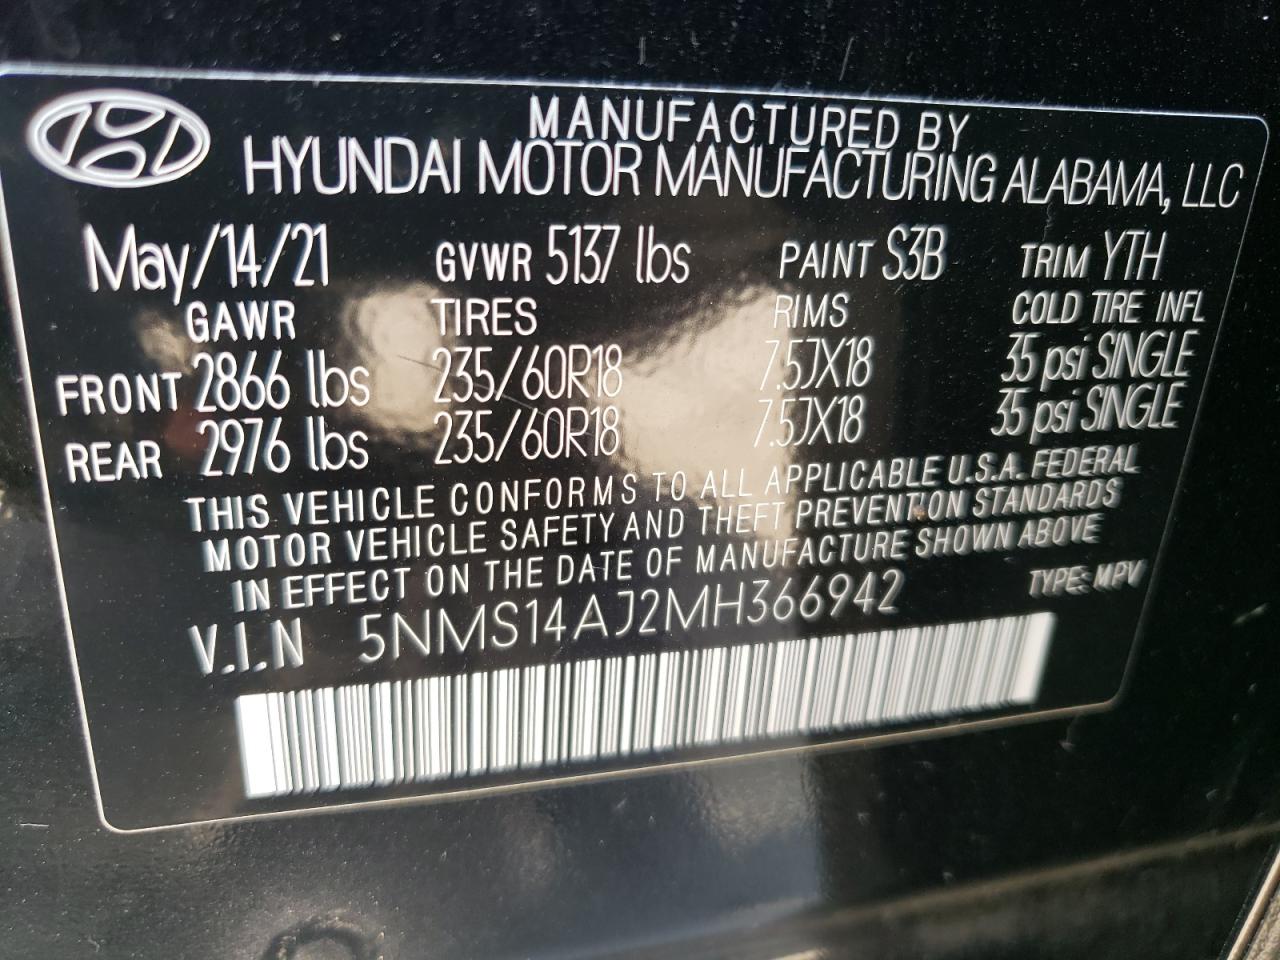 MANUFACTURED BY
HYUNDAI MOTOR MANUFACTURING ALABAMA, LLC
May/14/21 GVWR 5137 lbs PAINT S3B TRIM YTH
GAWR TIRES RIMS COLD TIRE INFL
FRONT 2866 lbs 235/60R18 7.5JX18 35 psi SINGLE
REAR 2976 lbs 235/60R18 7.5JX18 35 psi SINGLE
THIS VEHICLE CONFORMS TO ALL APPLICABLE U.S.A. FEDERAL
MOTOR VEHICLE SAFETY AND THEFT PREVENTION STANDARDS
IN EFFECT ON THE DATE OF MANUFACTURE SHOWN ABOVE
V.I.N 5NMS14AJ2MH366942 TYPE: MPV